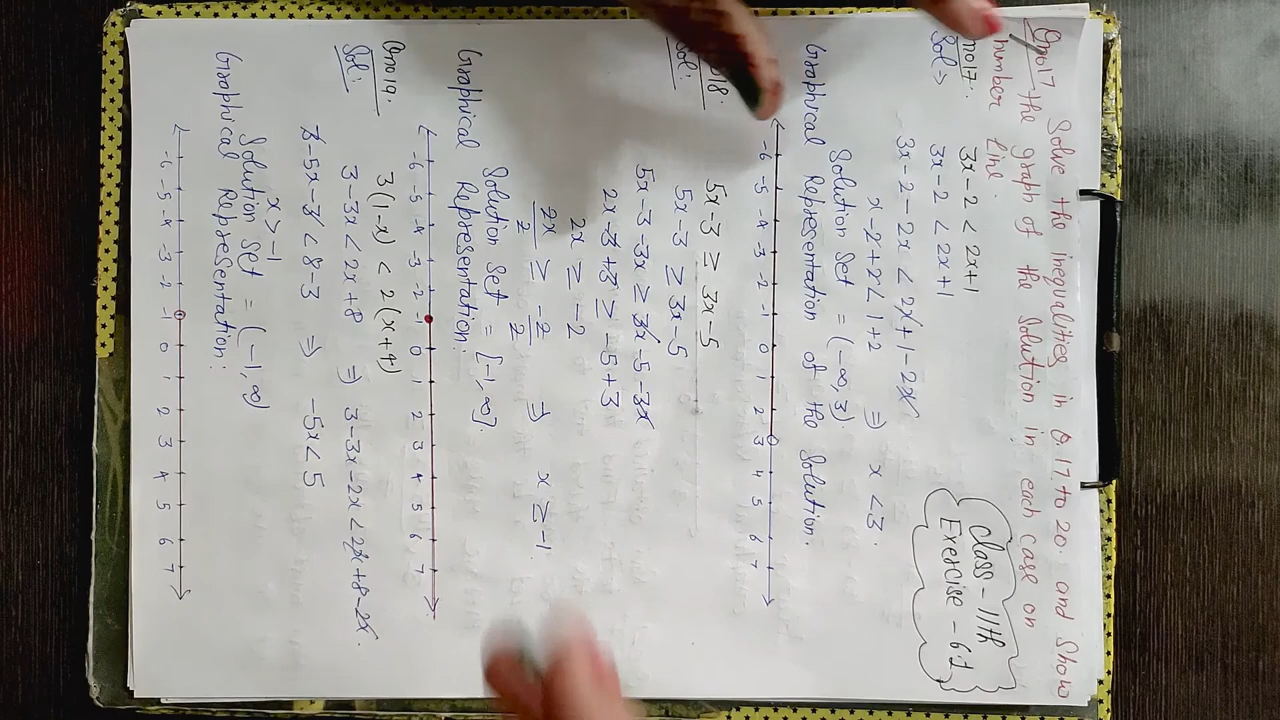 Qno17 Solve the inequalities in Q.17 to 20. and Show
the graph of the Solution in each case on
number line.
Class-11th
Exercise-6.1
Qno17.
Sol⇒ 3x-2 < 2x+1
3x-2 < 2x+1
3x-2-2x < 2x+1-2x
x-2+2 < 1+2 ⇒ x < 3.
Solution Set = (-∞, 3).
Graphical Representation of the Solution.
-6 -5 -4 -3 -2 -1 0 1 2 3 4 5 6 7
18.
Sol:
5x-3 ≥ 3x-5
5x-3 ≥ 3x-5
5x-3-3x ≥ 3x-5-3x
2x-3+3 ≥ -5+3
2x ≥ -2
2x/2 ≥ -2/2 ⇒ x ≥ -1.
Solution Set = [-1, ∞].
Graphical Representation:
-6 -5 -4 -3 -2 -1 0 1 2 3 4 5 6 7
Qno19.
Sol: 3(1-x) < 2(x+4)
3-3x < 2x+8 ⇒ 3-3x-2x < 2x+8-2x.
3-5x-3 < 8-3 ⇒ -5x < 5
x > -1
Solution Set = (-1, ∞)
Graphical Representation:
-6 -5 -4 -3 -2 -1 0 1 2 3 4 5 6 7